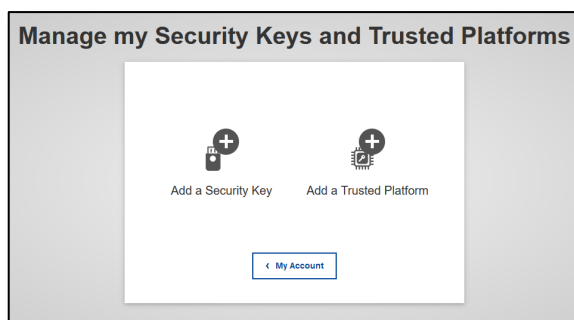 Manage my Security Keys and Trusted Platforms
Add a Security Key
Add a Trusted Platform
‹ My Account